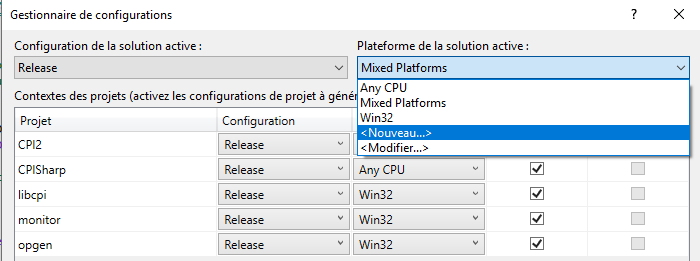 Gestionnaire de configurations ? ×
Configuration de la solution active : Plateforme de la solution active :
Release Mixed Platforms
Any CPU
Mixed Platforms
Win32
<Nouveau...>
<Modifier...>
Contextes des projets (activez les configurations de projet à
Projet Configuration
CPI2 Release
CPISharp Release Any CPU
libcpi Release Win32
monitor Release Win32
opgen Release Win32